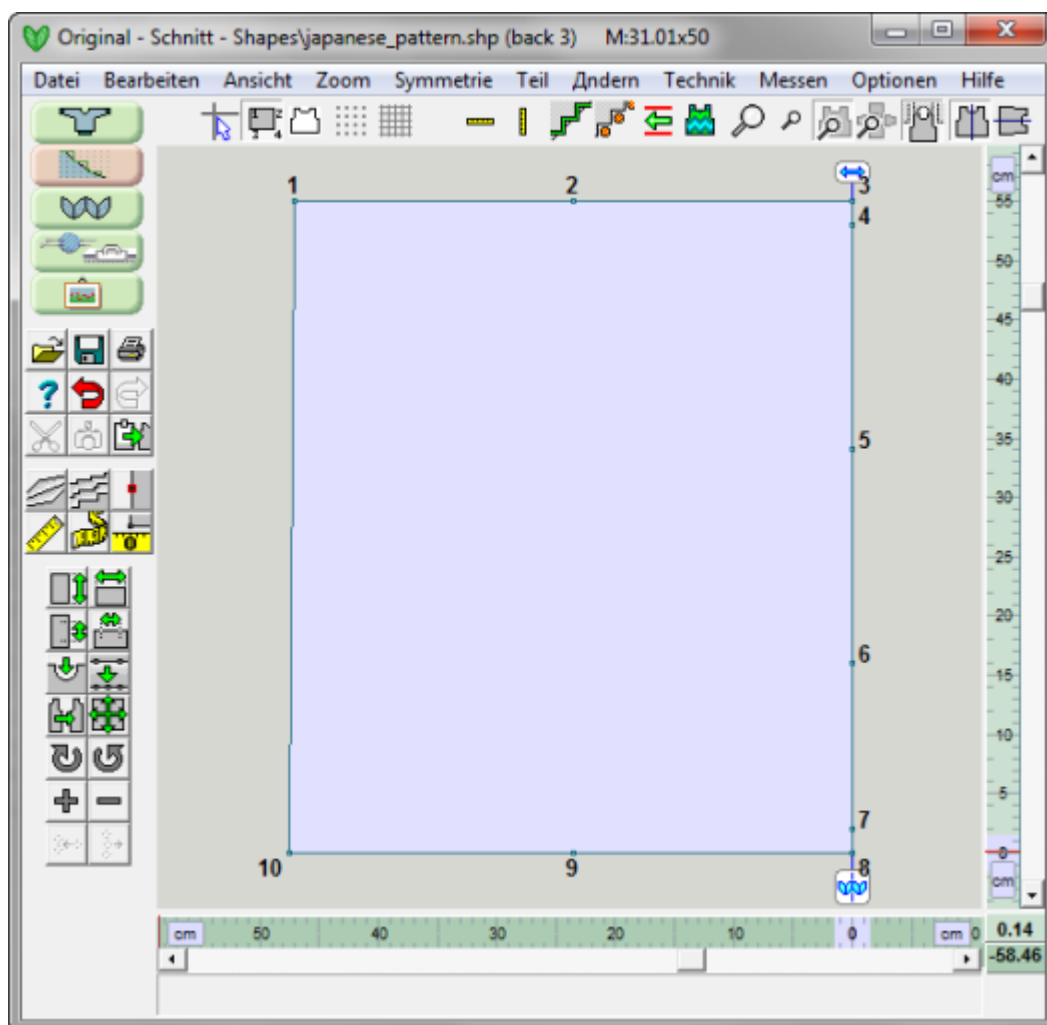 Original - Schnitt - Shapes\japanese_pattern.shp (back 3) M:31.01x50
Datei Bearbeiten Ansicht Zoom Symmetrie Teil Дndern Technik Messen Optionen Hilfe
cm
1 2 3
55
4
50
45
40
5 35
30
25
20
6
15
10
5
7
0
10 9 8
cm
cm 50 40 30 20 10 0 cm 0 0.14
-58.46